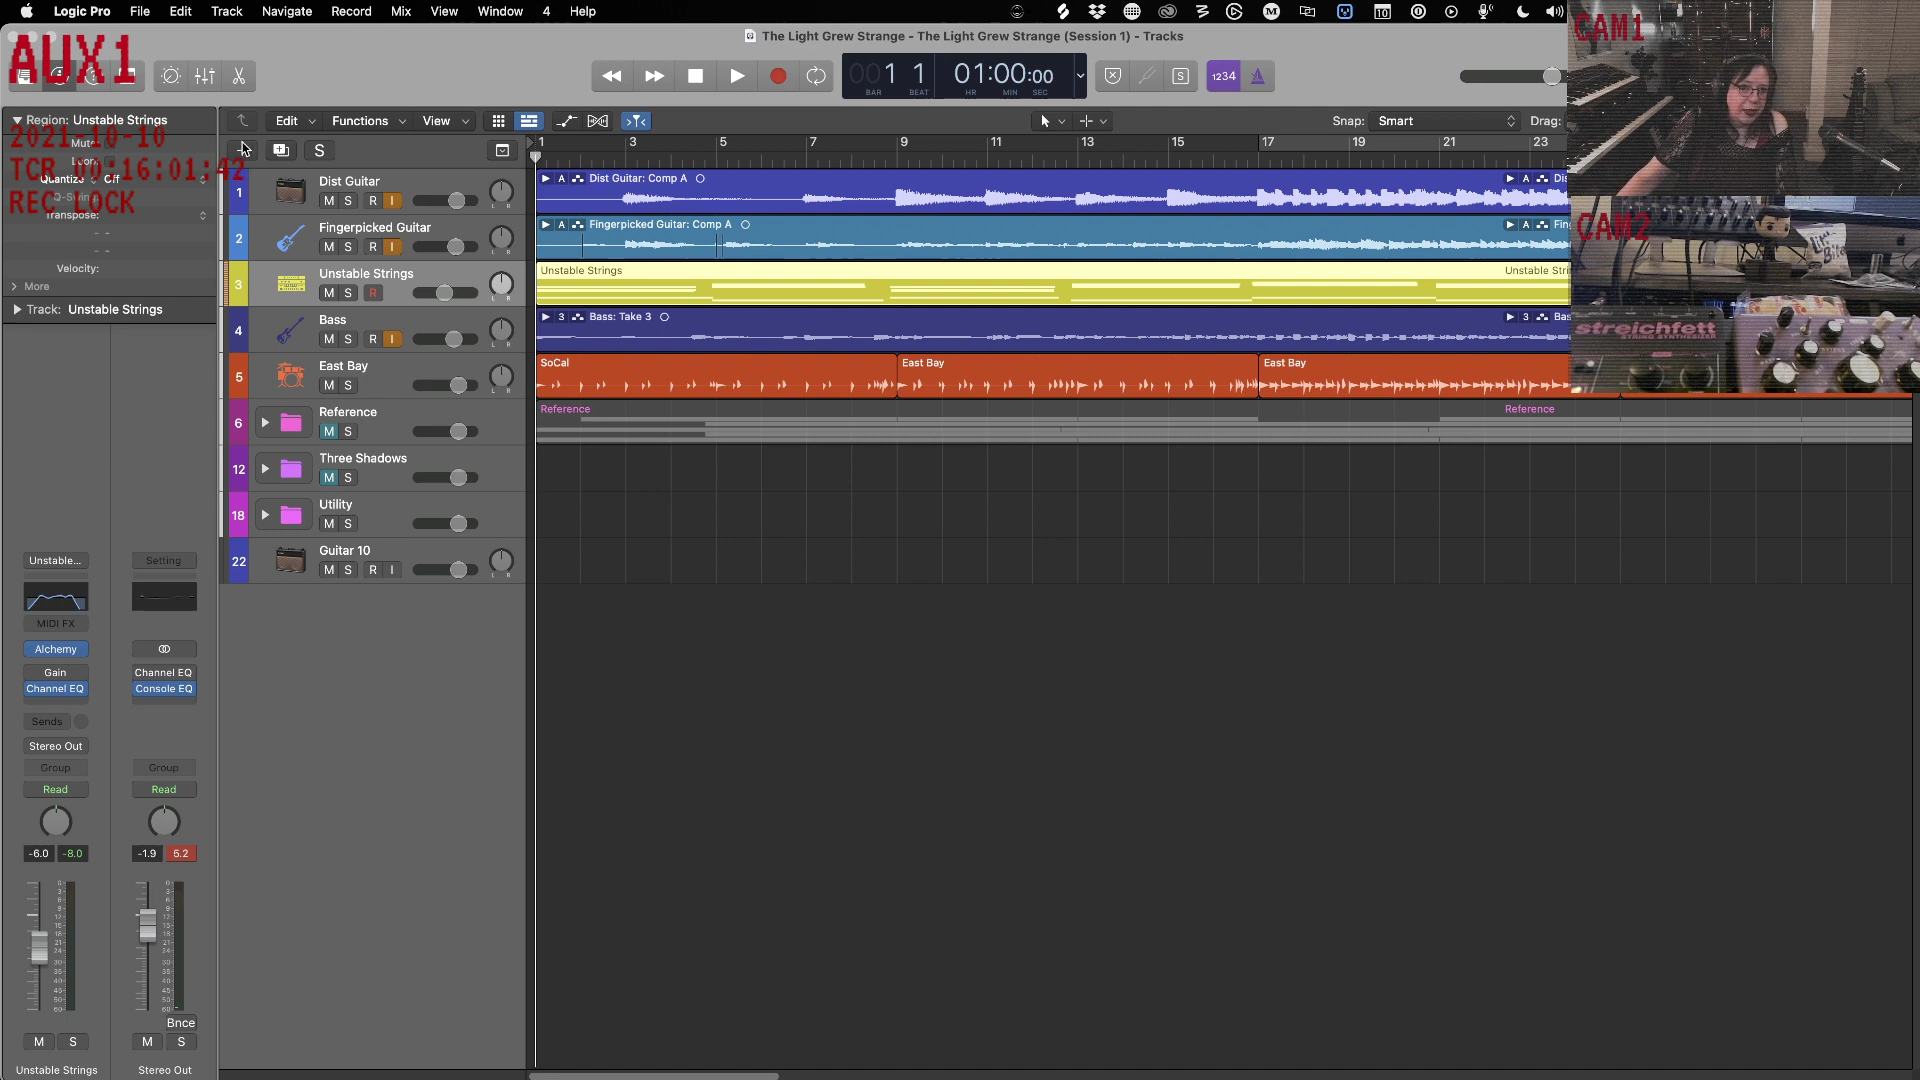 Logic Pro File Edit Track Navigate Record Mix View Window 4 Help
The Light Grew Strange - The Light Grew Strange (Session 1) - Tracks
AUX1
CAM1
001 1
BAR BEAT
01:00:00
HR MIN SEC
S
1234
Region: Unstable Strings
2021-10-10
TCR 00:16:01:42
REC LOCK
Mute:
Loop:
Quantize Off
Q-Swing:
Transpose:
- -
- -
Velocity:
More
Track: Unstable Strings
Edit Functions View
Snap: Smart Drag:
S
1 3 5 7 9 11 13 15 17 19 21 23
1 Dist Guitar
M S R I
L R
A Dist Guitar: Comp A
A Dis
2 Fingerpicked Guitar
M S R I
L R
A Fingerpicked Guitar: Comp A
A Fin
CAM2
3 Unstable Strings
M S R
L R
Unstable Strings
Unstable Stri
4 Bass
M S R I
L R
3 Bass: Take 3
3 Bas
streichfett
STRING SYNTHESIZER
5 East Bay
M S
L R
SoCal East Bay East Bay
6 Reference
M S
Reference Reference
12 Three Shadows
M S
18 Utility
M S
22 Guitar 10
M S R I
L R
Unstable... Setting
MIDI FX
Alchemy
Gain Channel EQ
Channel EQ Console EQ
Sends
Stereo Out
Group Group
Read Read
-6.0 -8.0 -1.9 5.2
Bnce
M S M S
Unstable Strings Stereo Out